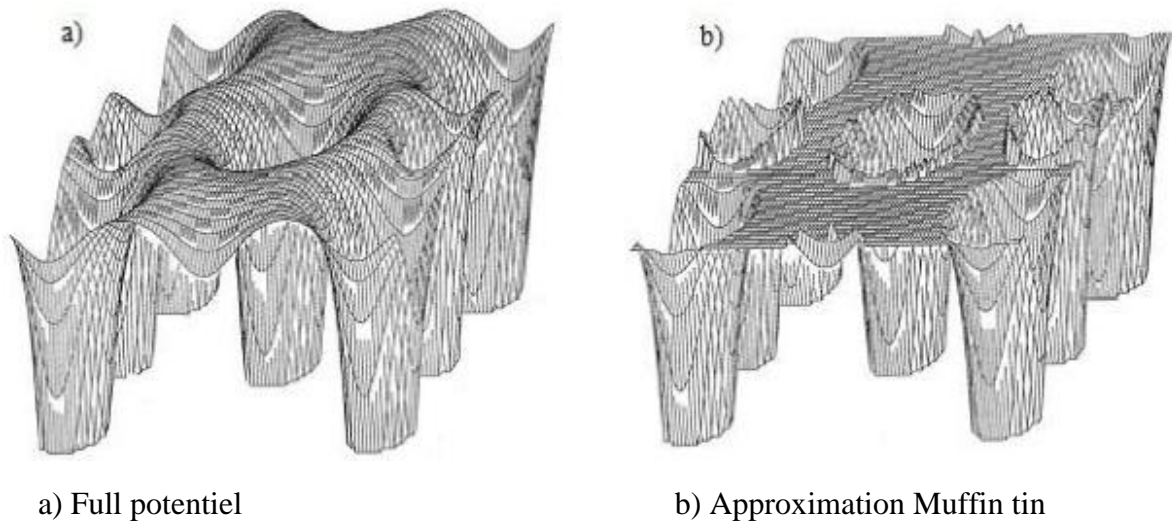 a)
b)
a) Full potentiel
b) Approximation Muffin tin